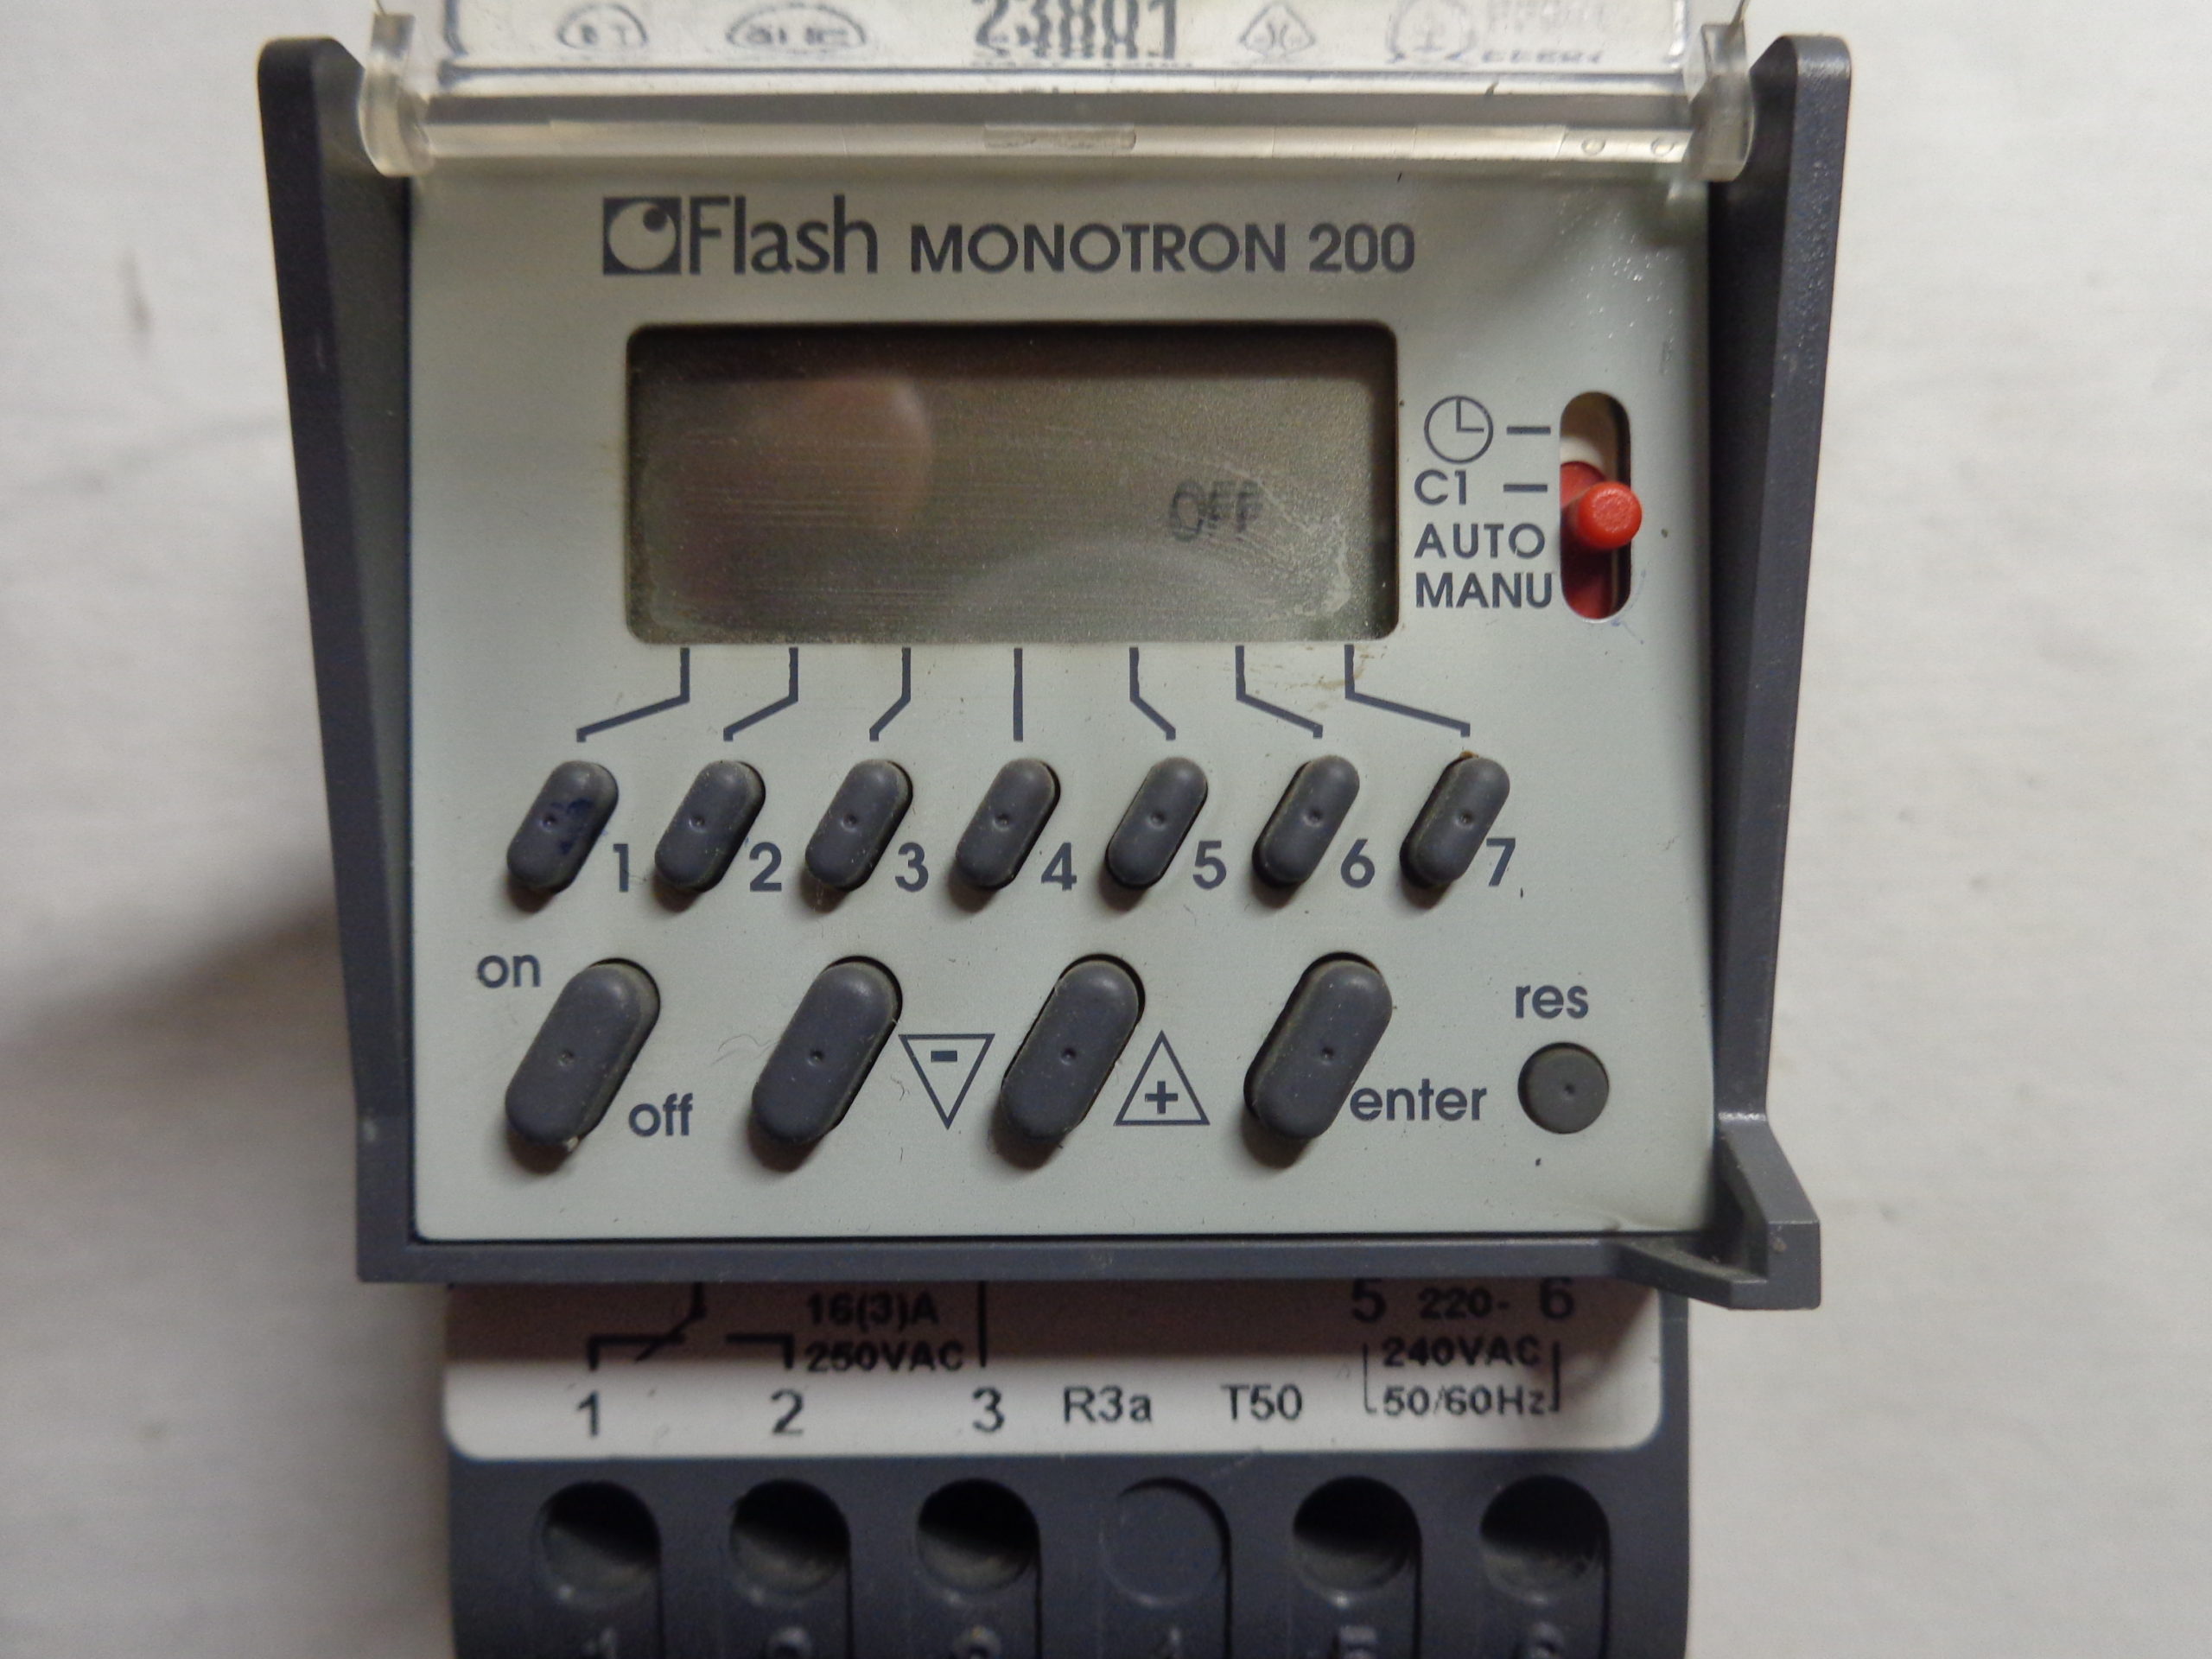 23801
Flash MONOTRON 200
OFF
C1
AUTO
MANU
1 2 3 4 5 6 7
on
off
-
+
enter
res
16(3)A
250VAC
5 220- 6
240VAC
50/60Hz
1 2 3 R3a T50